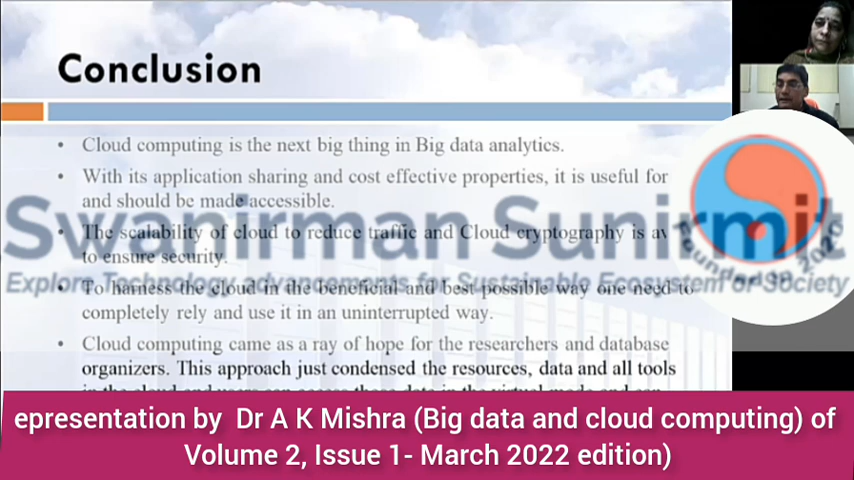 Conclusion
• Cloud computing is the next big thing in Big data analytics.
• With its application sharing and cost effective properties, it is useful for
and should be made accessible.
Swanirman Sunirmit
• The scalability of cloud to reduce traffic and Cloud cryptography is av
to ensure security.
Explore Technology advancements for Sustainable Ecosystem of Society
Founded 2020
• To harness the cloud in the beneficial and best possible way one need to
completely rely and use it in an uninterrupted way.
• Cloud computing came as a ray of hope for the researchers and database
organizers. This approach just condensed the resources, data and all tools
epresentation by Dr A K Mishra (Big data and cloud computing) of
Volume 2, Issue 1- March 2022 edition)